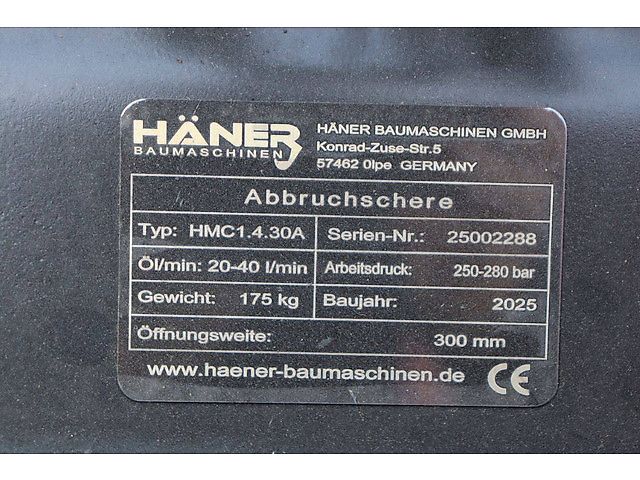 HÄNER
BAUMASCHINEN
HÄNER BAUMASCHINEN GMBH
Konrad-Zuse-Str.5
57462 Olpe GERMANY
Abbruchschere
Typ: HMC1.4.30A Serien-Nr.: 25002288
Öl/min: 20-40 l/min Arbeitsdruck: 250-280 bar
Gewicht: 175 kg Baujahr: 2025
Öffnungsweite: 300 mm
www.haener-baumaschinen.de CE